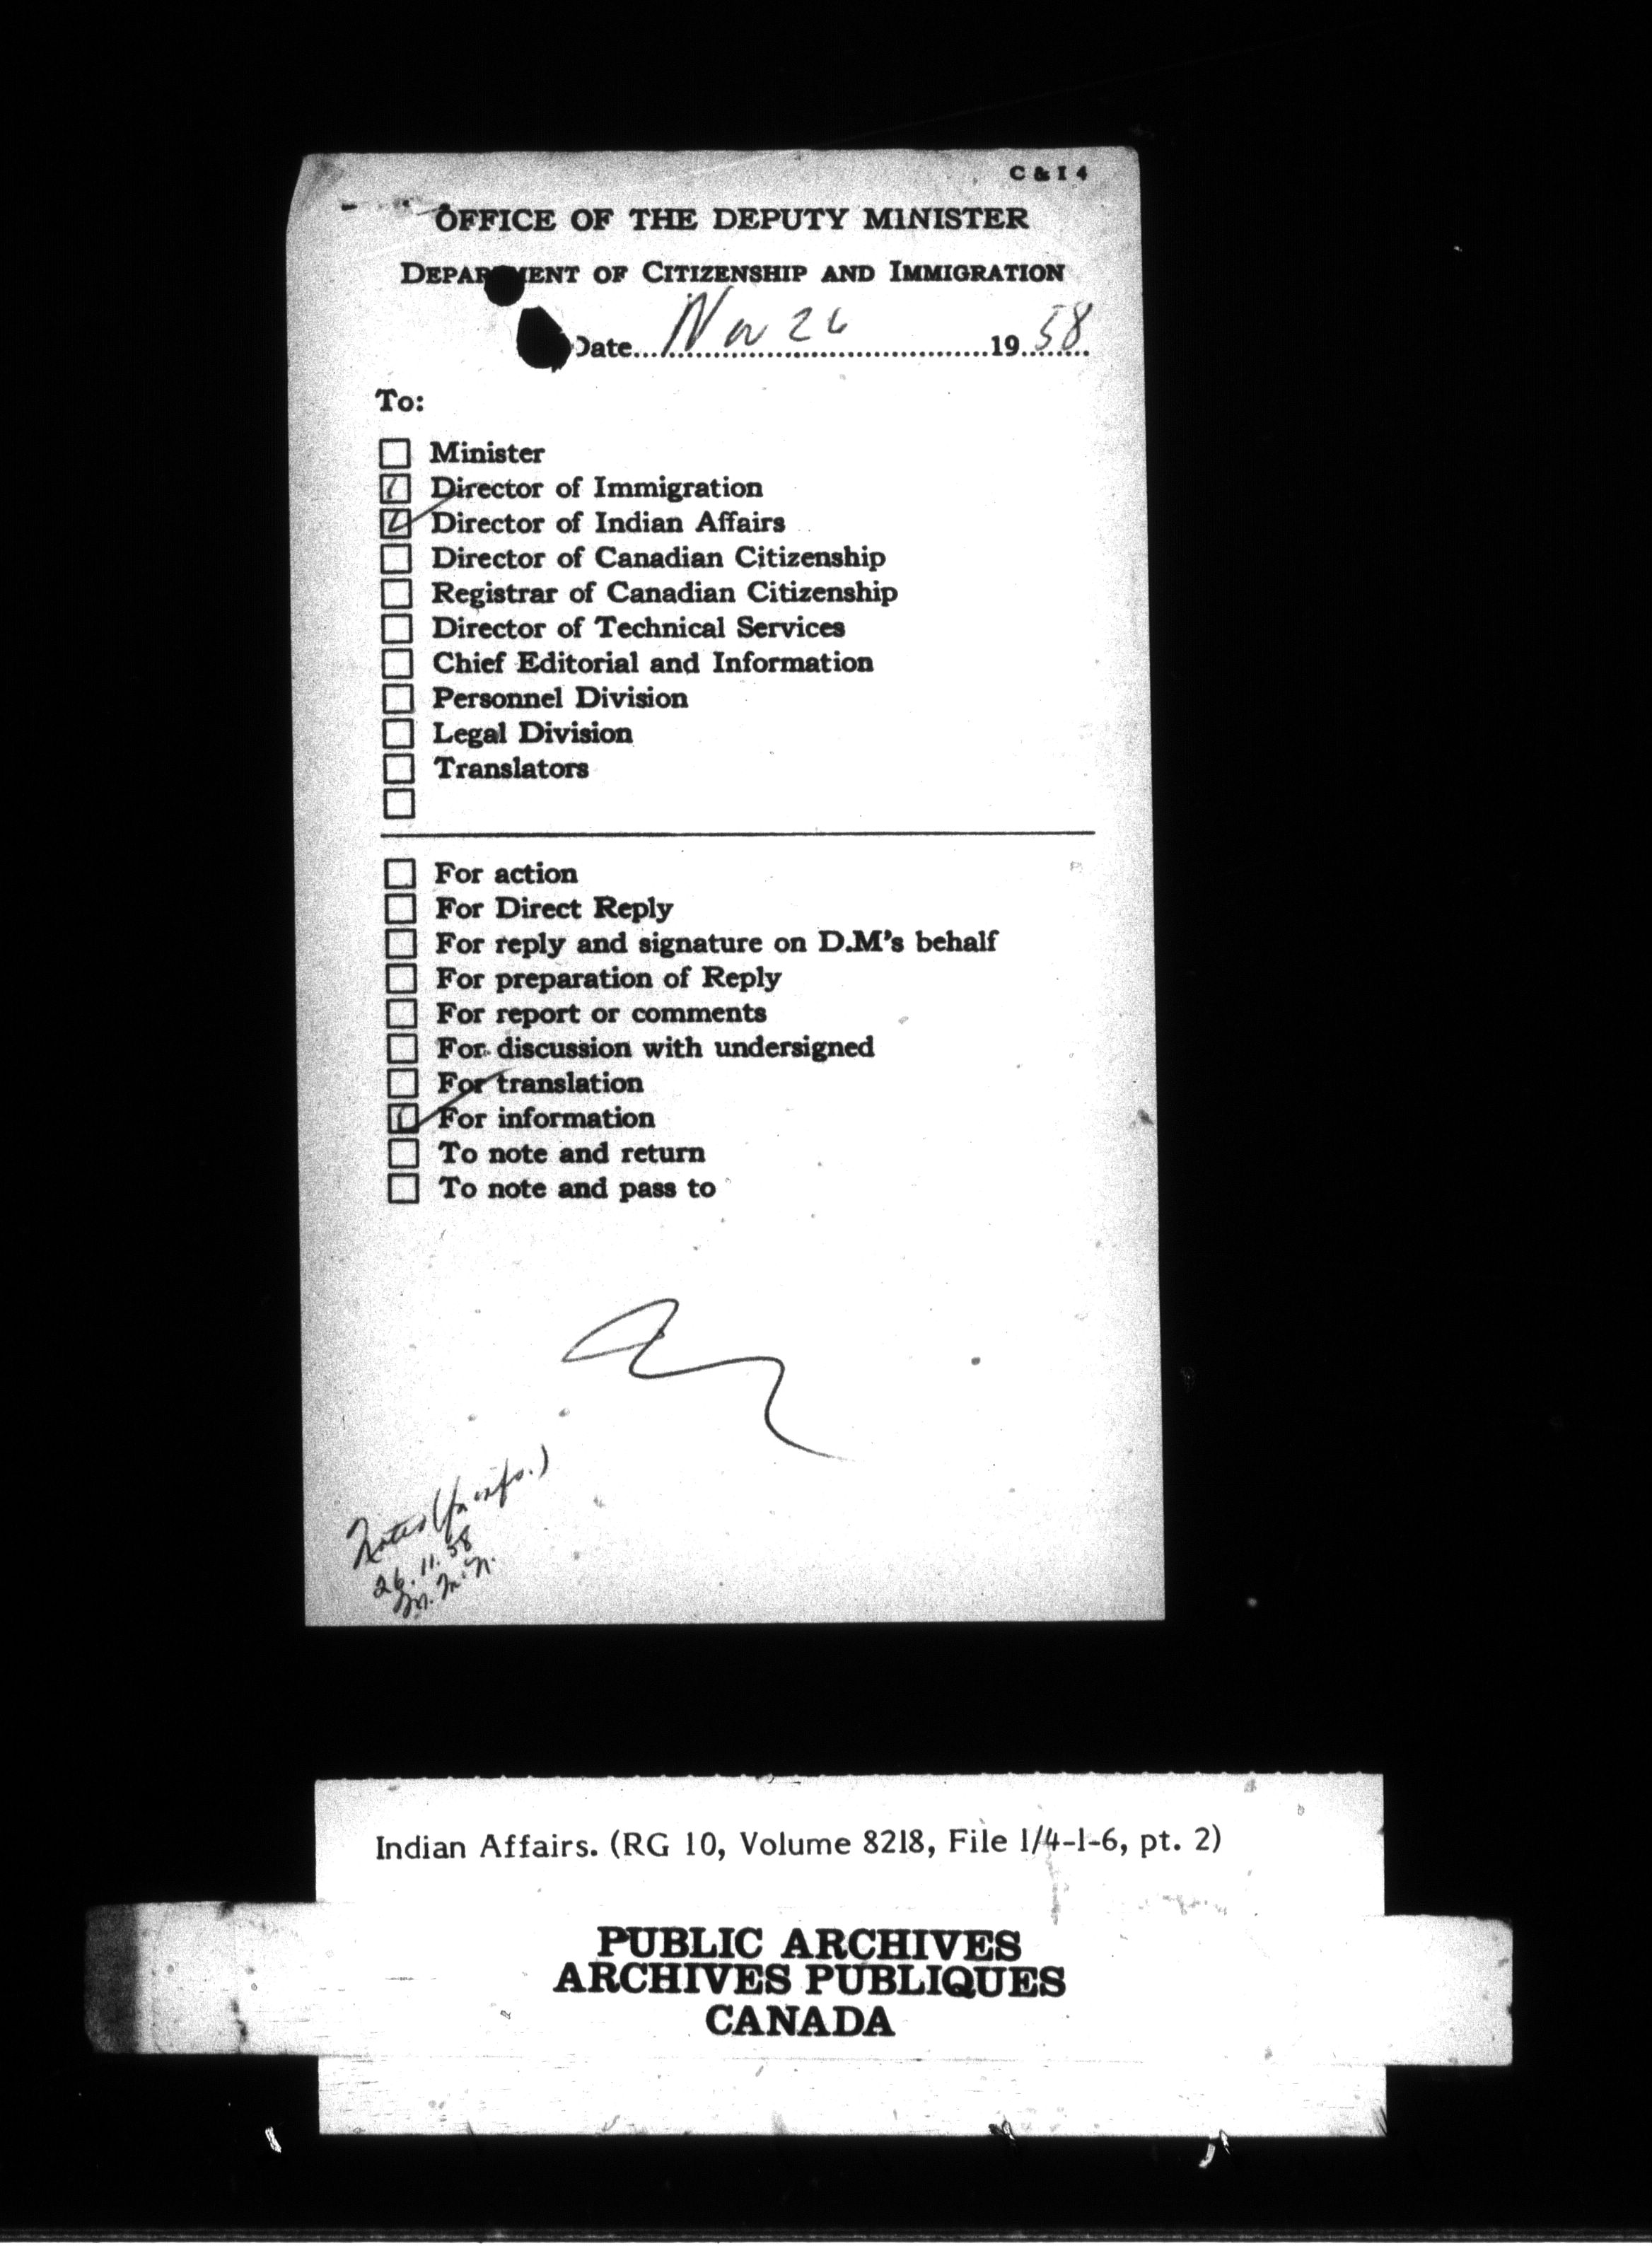 C & I 4
OFFICE OF THE DEPUTY MINISTER
DEPARTMENT OF CITIZENSHIP AND IMMIGRATION
Date Nov 26 1958
To:
Minister
Director of Immigration
Director of Indian Affairs
Director of Canadian Citizenship
Registrar of Canadian Citizenship
Director of Technical Services
Chief Editorial and Information
Personnel Division
Legal Division
Translators
For action
For Direct Reply
For reply and signature on D.M's behalf
For preparation of Reply
For report or comments
For discussion with undersigned
For translation
For information
To note and return
To note and pass to
Noted (for info.)
26.11.58
Indian Affairs. (RG 10, Volume 8218, File 1/4-1-6, pt. 2)
PUBLIC ARCHIVES
ARCHIVES PUBLIQUES
CANADA